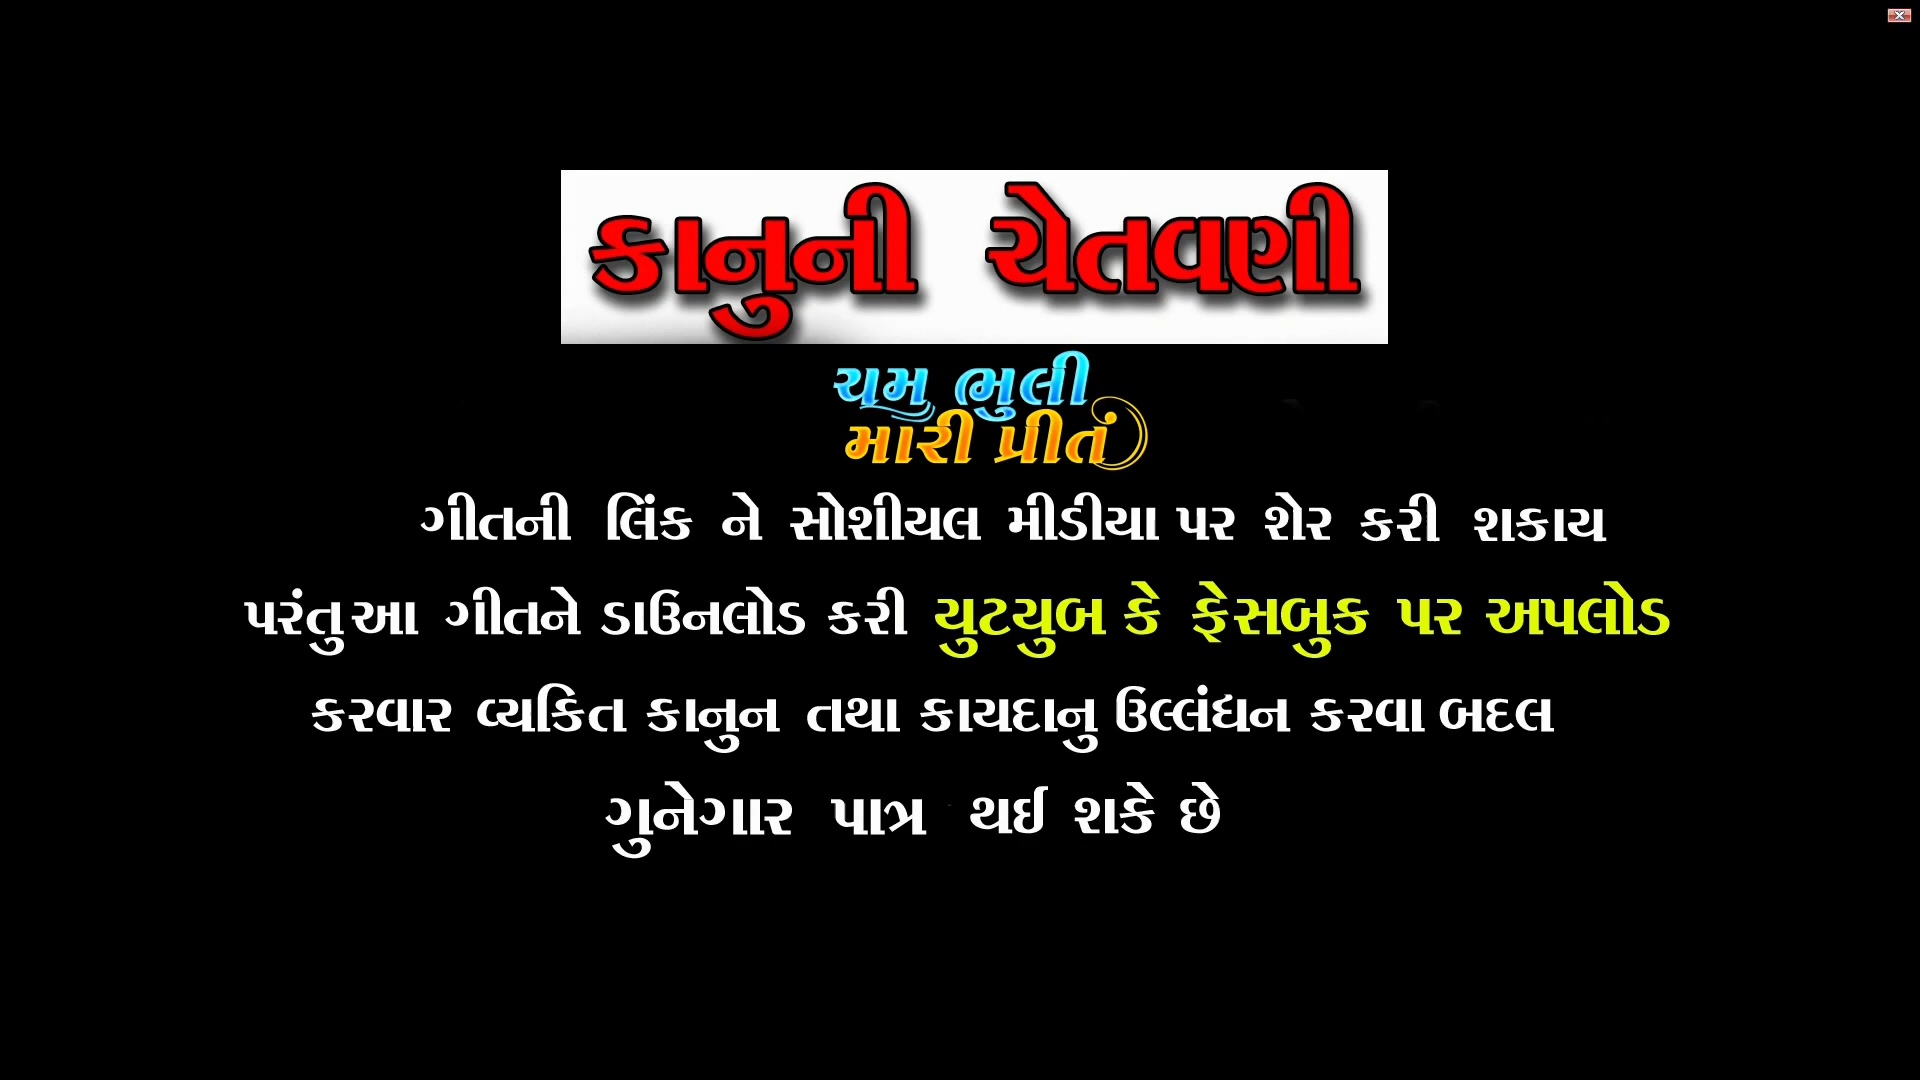 કાનુની ચેતવણી
ચમ ભુલી
મારી પ્રીત
ગીતની લિંક ને સોશીયલ મીડીયા પર શેર કરી શકાય
પરંતુ આ ગીતને ડાઉનલોડ કરી યુટયુબ કે ફેસબુક પર અપલોડ
કરવાર વ્યકિત કાનુન તથા કાયદાનુ ઉલ્લંઘન કરવા બદલ
ગુનેગાર પાત્ર થઈ શકે છે